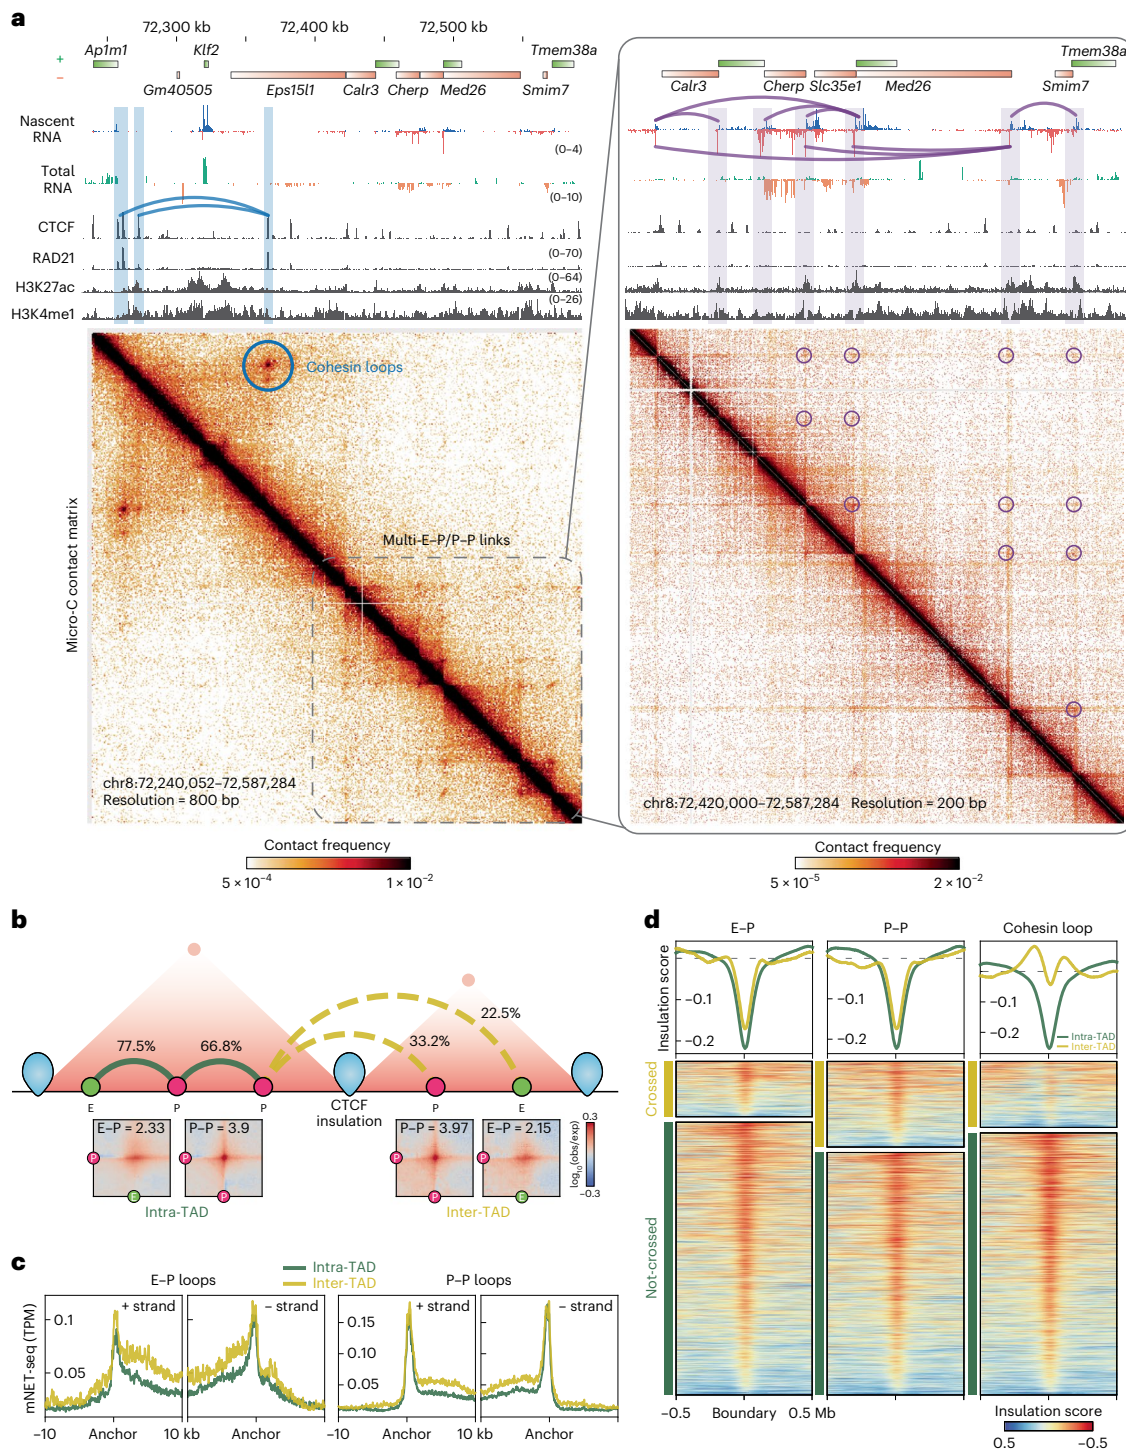 a
72,300 kb 72,400 kb 72,500 kb
Ap1m1 Klf2 Tmem38a
+
–
Gm40505 Eps15l1 Calr3 Cherp Med26 Smim7
Nascent RNA
(0–4)
Total RNA
(0–10)
CTCF
(0–70)
RAD21
(0–64)
H3K27ac
(0–26)
H3K4me1
Tmem38a
Calr3 Cherp Slc35e1 Med26 Smim7
Cohesin loops
Micro-C contact matrix
Multi-E–P/P–P links
chr8:72,240,052–72,587,284
Resolution = 800 bp
chr8:72,420,000–72,587,284 Resolution = 200 bp
Contact frequency
5 × 10⁻⁴ 1 × 10⁻²
Contact frequency
5 × 10⁻⁵ 2 × 10⁻²
b
77.5% 66.8% 33.2% 22.5%
E P P CTCF insulation P E
E–P = 2.33 P–P = 3.9 P–P = 3.97 E–P = 2.15
P P P P
E P P E
Intra-TAD Inter-TAD
0.3
log10(obs/exp)
–0.3
c
Intra-TAD
Inter-TAD
E–P loops P–P loops
+ strand – strand + strand – strand
mNET-seq (TPM)
0.1
0.05
0.15
0.10
0.05
–10 Anchor 10 kb Anchor –10 Anchor 10 kb Anchor
d
E–P P–P Cohesin loop
Insulation score
–0.1
–0.2
–0.1
–0.2
–0.1
–0.2
Intra-TAD
Inter-TAD
Crossed
Not-crossed
–0.5 Boundary 0.5 Mb
Insulation score
0.5 –0.5